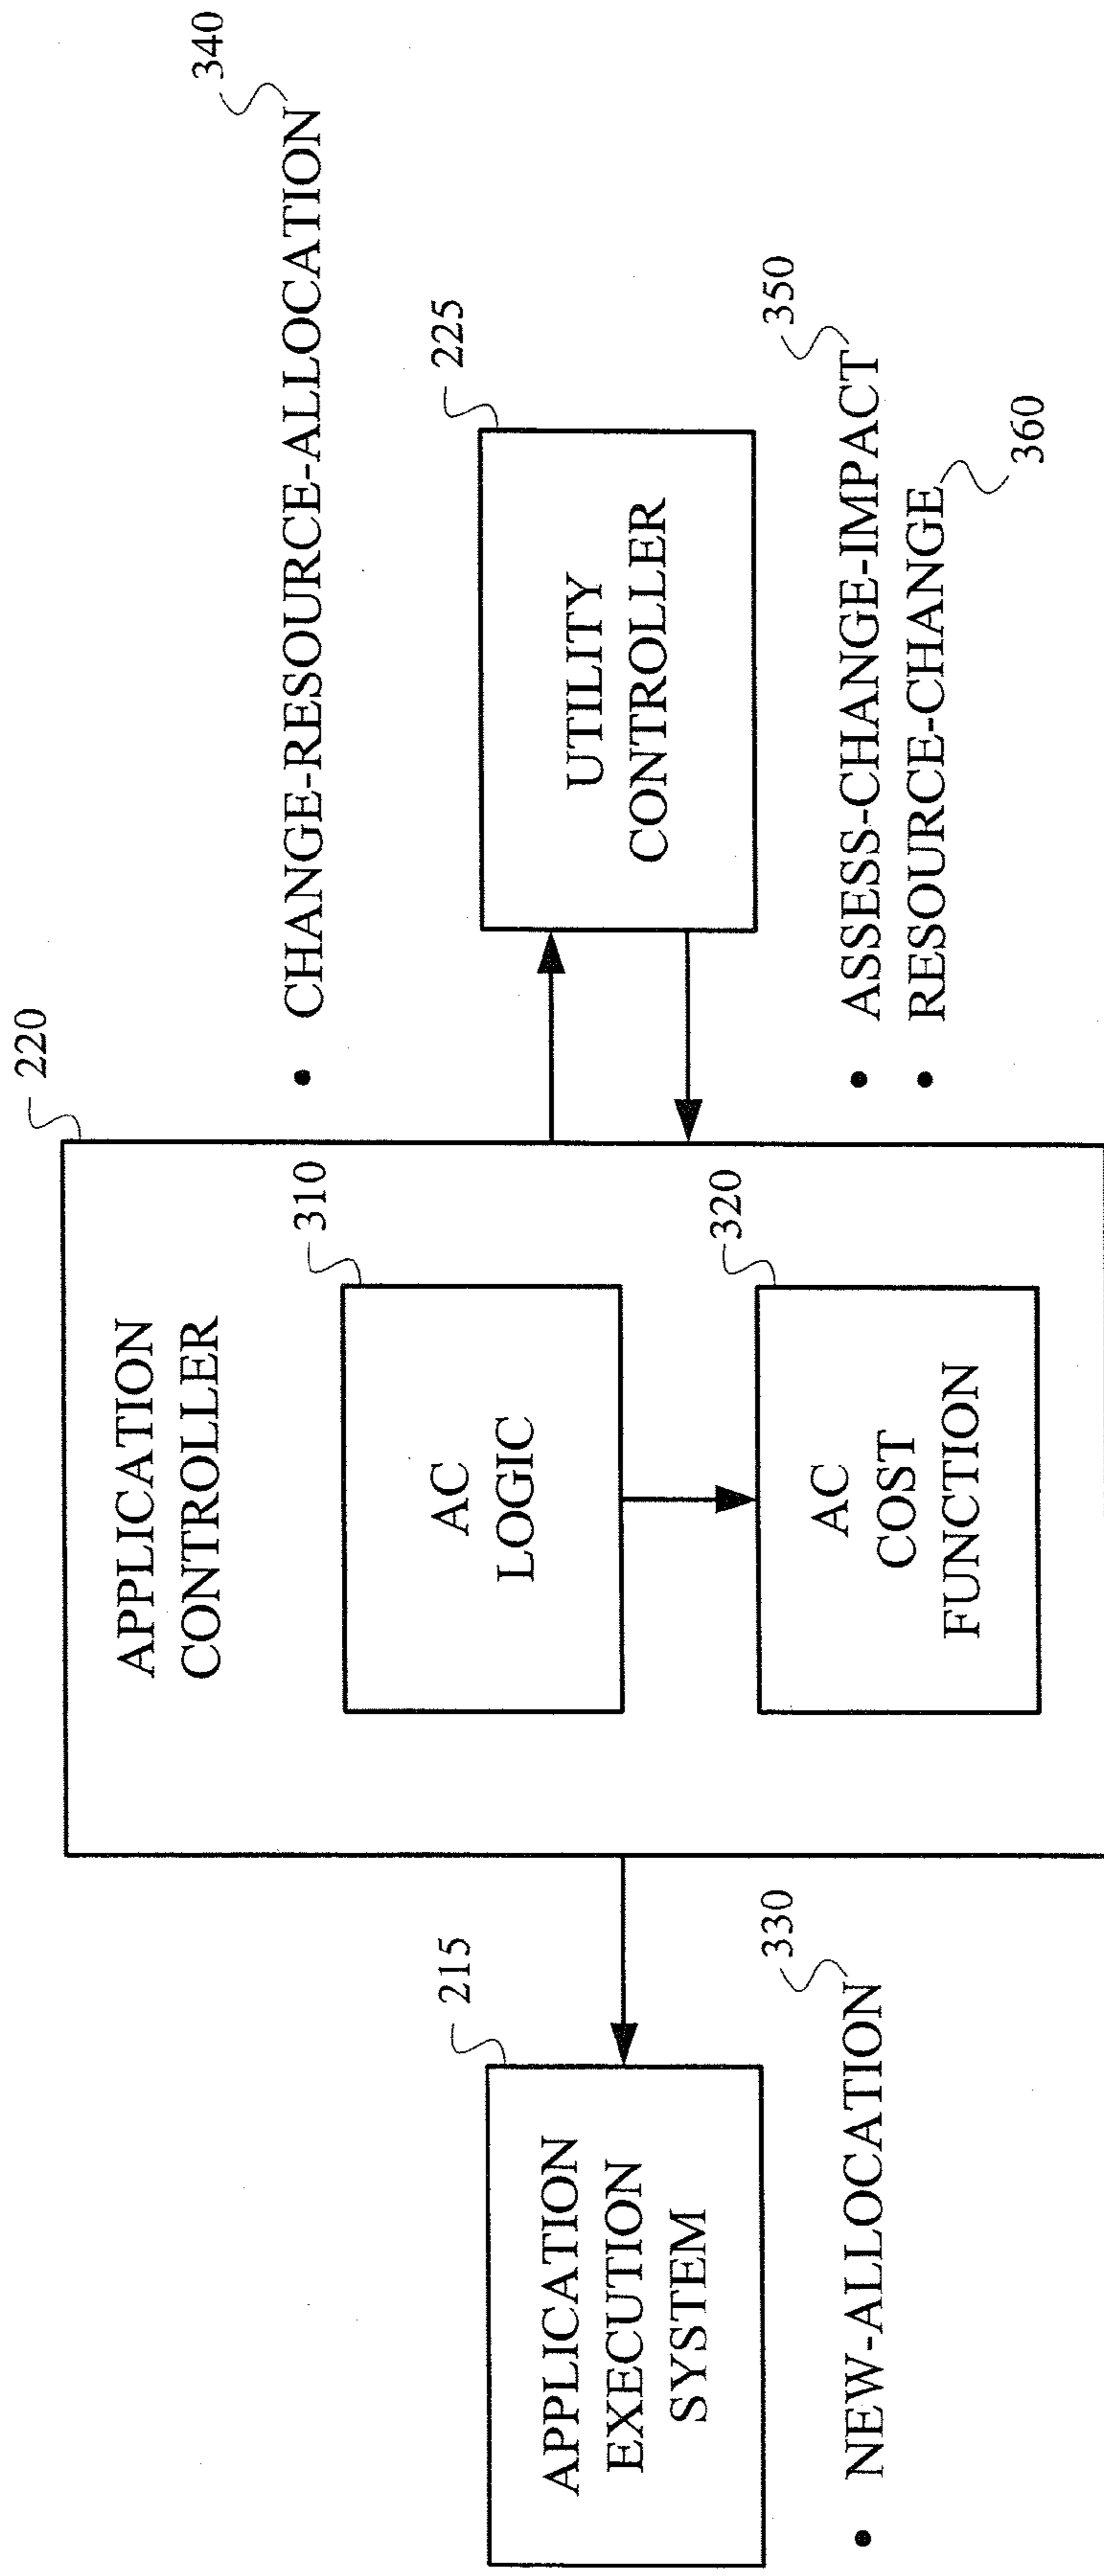 220
APPLICATION
CONTROLLER
310
AC
LOGIC
320
AC
COST
FUNCTION
215
APPLICATION
EXECUTION
SYSTEM
330
• NEW-ALLOCATION
340
• CHANGE-RESOURCE-ALLOCATION
225
UTILITY
CONTROLLER
350
• ASSESS-CHANGE-IMPACT
• RESOURCE-CHANGE
360